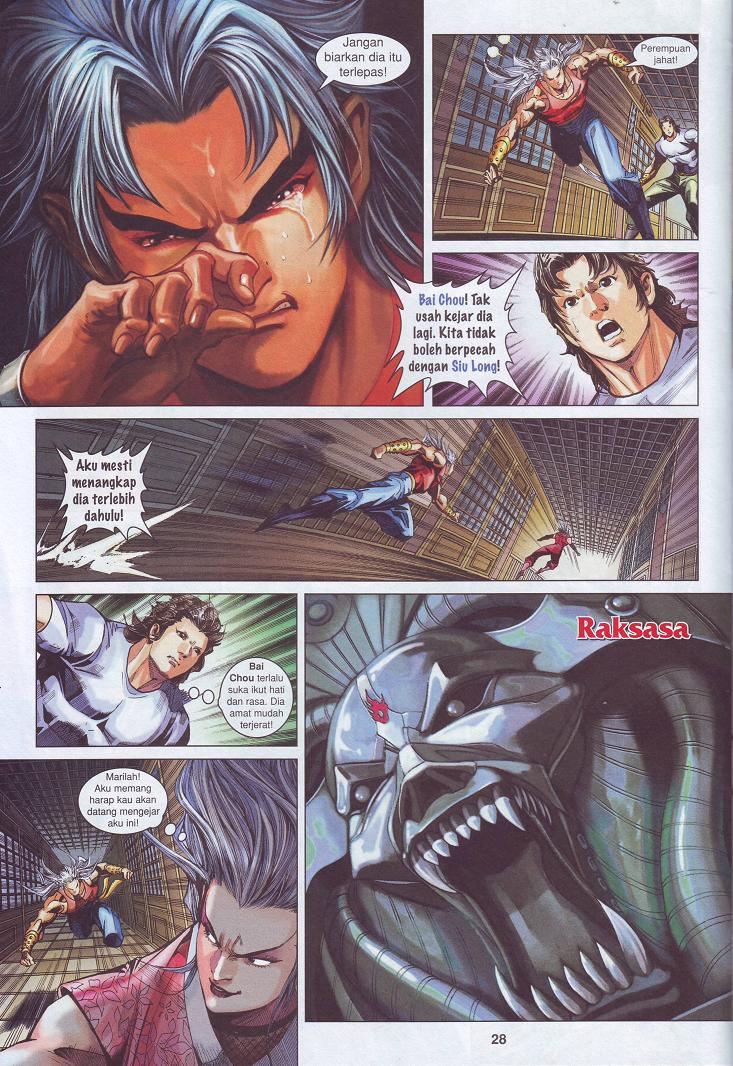 Jangan
biarkan dia itu
terlepas!
Perempuan
jahat!
Bai Chou! Tak
usah kejar dia
lagi. Kita tidak
boleh berpecah
dengan Siu Long!
Aku mesti
menangkap
dia terlebih
dahulu!
Bai
Chou terlalu
suka ikut hati
dan rasa. Dia
amat mudah
terjerat!
Raksasa
Marilah!
Aku memang
harap kau akan
datang mengejar
aku ini!
28